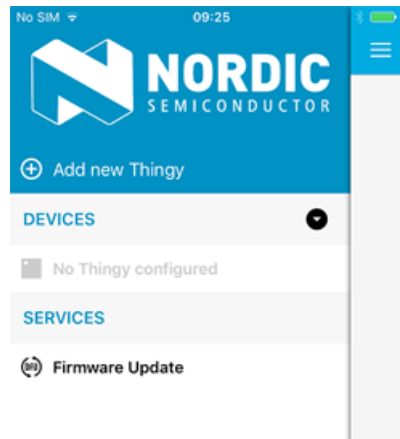 No SIM 09:25
NORDIC
SEMICONDUCTOR
Add new Thingy
DEVICES
No Thingy configured
SERVICES
DFU Firmware Update